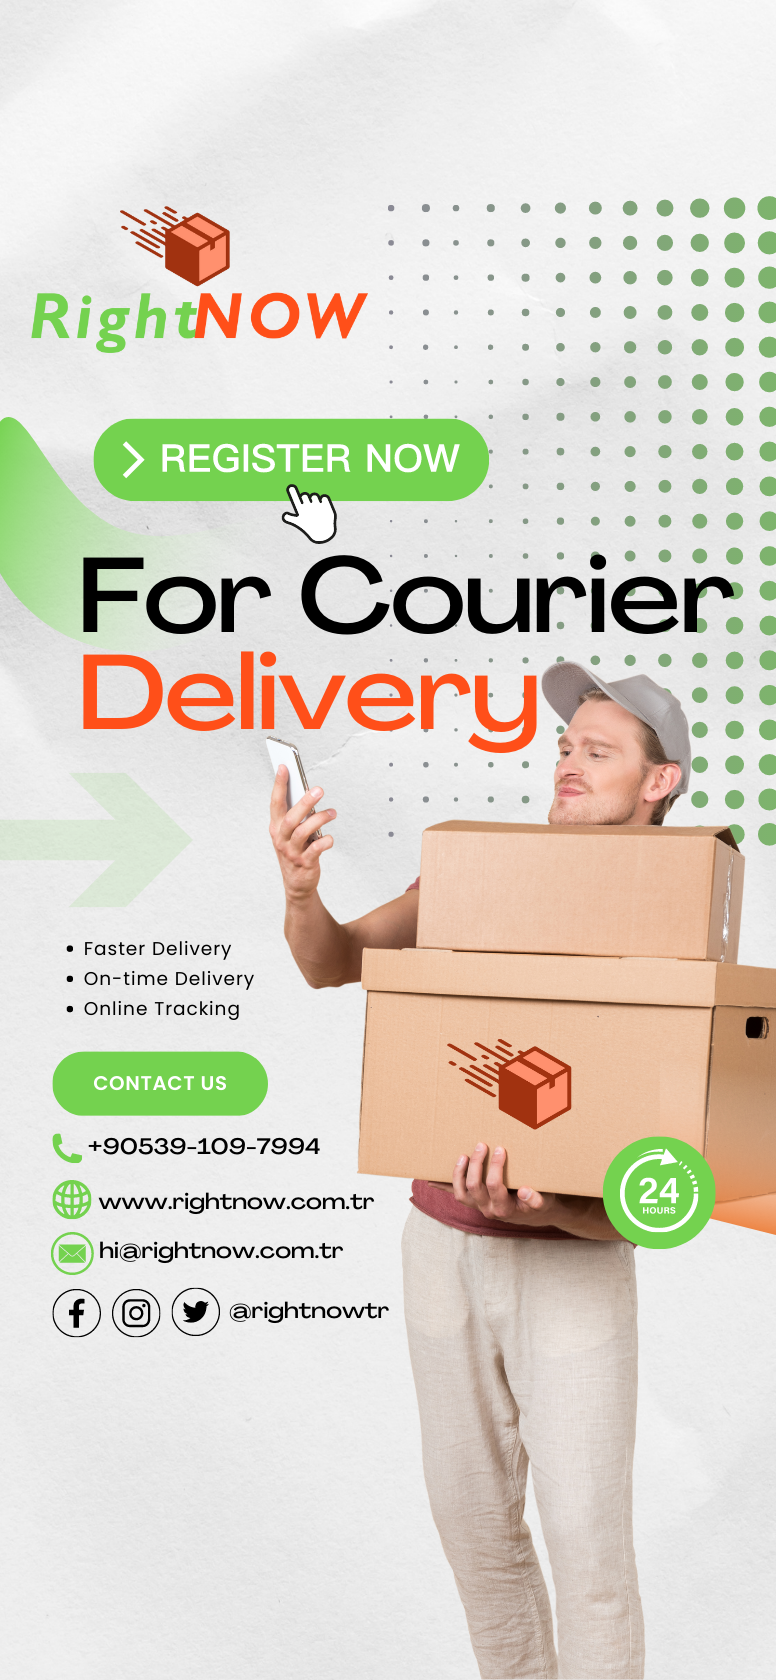 RightNOW
REGISTER NOW
For Courier
Delivery
• Faster Delivery
• On-time Delivery
• Online Tracking
CONTACT US
+90539-109-7994
www.rightnow.com.tr
hi@rightnow.com.tr
@rightnowtr
24
HOURS